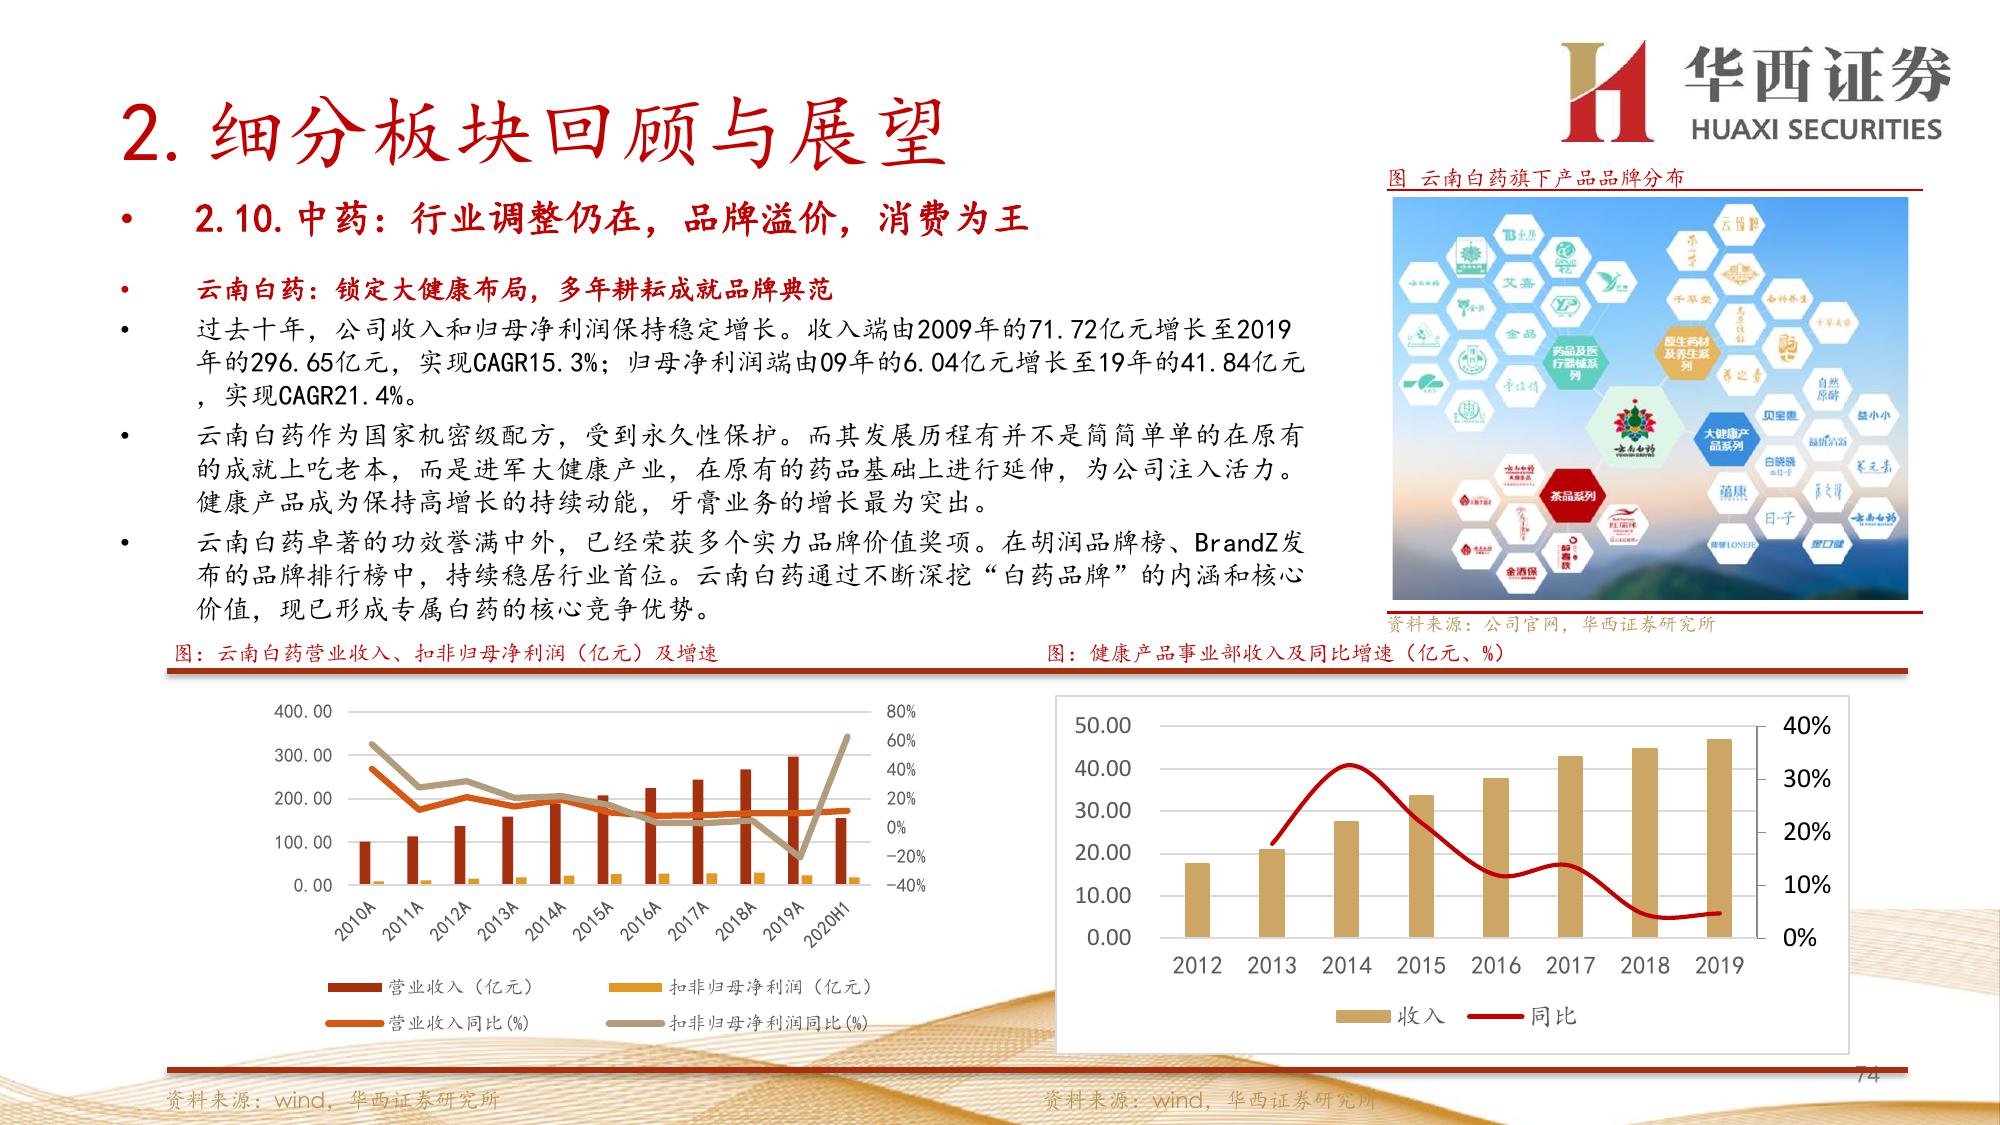 华西证券
HUAXI SECURITIES
2. 细分板块回顾与展望
• 2.10. 中药：行业调整仍在，品牌溢价，消费为王
• 云南白药：锁定大健康布局，多年耕耘成就品牌典范
• 过去十年，公司收入和归母净利润保持稳定增长。收入端由2009年的71.72亿元增长至2019
年的296.65亿元，实现CAGR15.3%；归母净利润端由09年的6.04亿元增长至19年的41.84亿元
，实现CAGR21.4%。
• 云南白药作为国家机密级配方，受到永久性保护。而其发展历程有并不是简简单单的在原有
的成就上吃老本，而是进军大健康产业，在原有的药品基础上进行延伸，为公司注入活力。
健康产品成为保持高增长的持续动能，牙膏业务的增长最为突出。
• 云南白药卓著的功效誉满中外，已经荣获多个实力品牌价值奖项。在胡润品牌榜、BrandZ发
布的品牌排行榜中，持续稳居行业首位。云南白药通过不断深挖“白药品牌”的内涵和核心
价值，现已形成专属白药的核心竞争优势。
图 云南白药旗下产品品牌分布
艾嘉
金品
药品及医
疗器械系
列
千草堂
原生药材
及养生系
列
养之素
自然
原醇
云南白药
大健康产
品系列
贝宝惠
益小小
白晓晓
蕴康
日·子
云南白药
茶品系列
红瑞徕
醉春秋
金酒保
资料来源：公司官网，华西证券研究所
图：云南白药营业收入、扣非归母净利润（亿元）及增速
400.00
300.00
200.00
100.00
0.00
80%
60%
40%
20%
0%
-20%
-40%
2010A 2011A 2012A 2013A 2014A 2015A 2016A 2017A 2018A 2019A 2020H1
营业收入（亿元） 扣非归母净利润（亿元）
营业收入同比(%) 扣非归母净利润同比(%)
图：健康产品事业部收入及同比增速（亿元、%）
50.00
40.00
30.00
20.00
10.00
0.00
40%
30%
20%
10%
0%
2012 2013 2014 2015 2016 2017 2018 2019
收入 同比
资料来源：wind，华西证券研究所
资料来源：wind，华西证券研究所
74